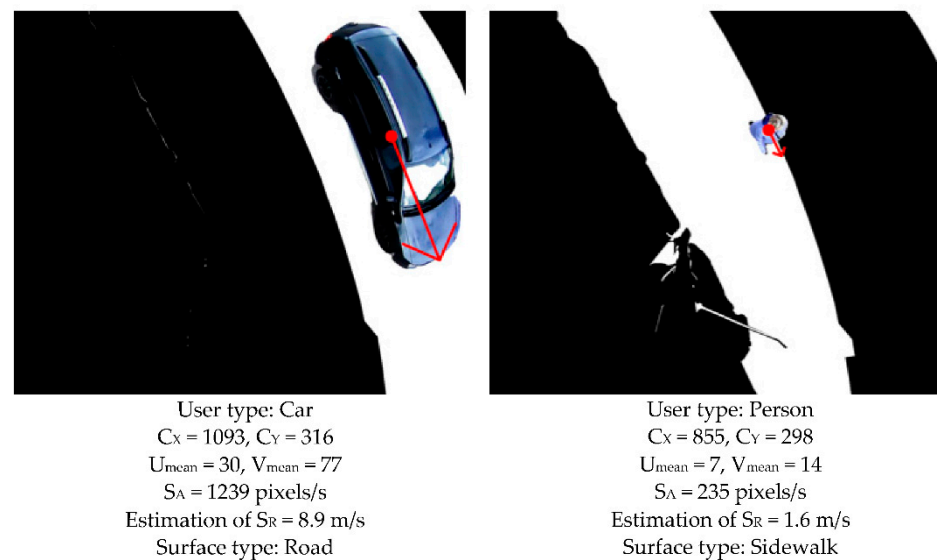 User type: Car
Cx = 1093, CY = 316
Umean = 30, Vmean = 77
SA = 1239 pixels/s
Estimation of SR = 8.9 m/s
Surface type: Road
User type: Person
Cx = 855, CY = 298
Umean = 7, Vmean = 14
SA = 235 pixels/s
Estimation of SR = 1.6 m/s
Surface type: Sidewalk